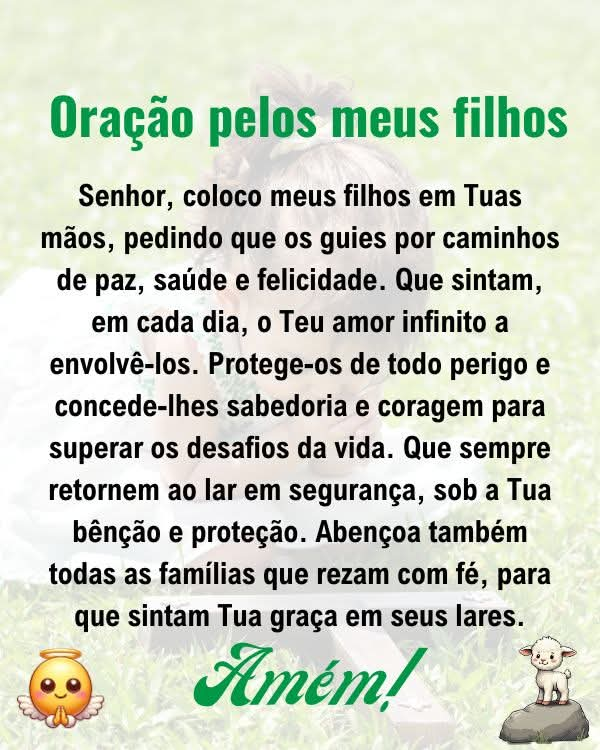 Oração pelos meus filhos
Senhor, coloco meus filhos em Tuas
mãos, pedindo que os guies por caminhos
de paz, saúde e felicidade. Que sintam,
em cada dia, o Teu amor infinito a
envolvê-los. Protege-os de todo perigo e
concede-lhes sabedoria e coragem para
superar os desafios da vida. Que sempre
retornem ao lar em segurança, sob a Tua
bênção e proteção. Abençoa também
todas as famílias que rezam com fé, para
que sintam Tua graça em seus lares.
Amém!